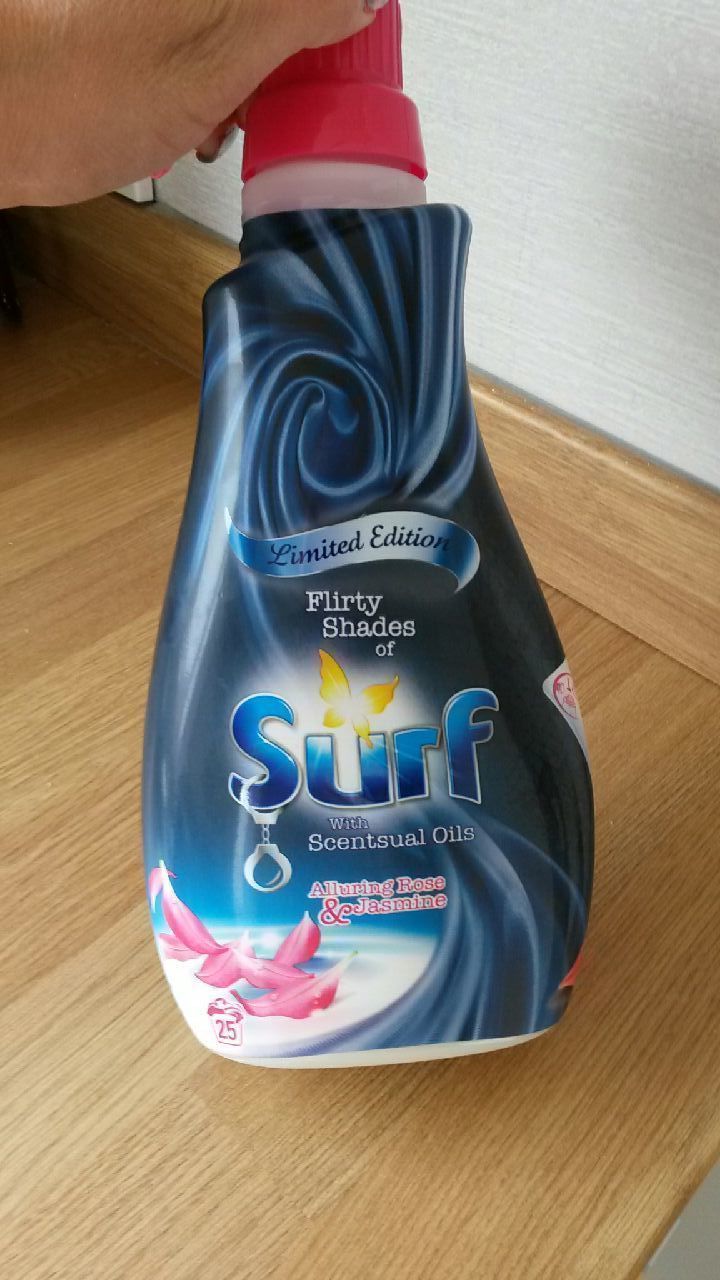 Limited Edition
Flirty
Shades
of
Surf
With
Scentsual Oils
Alluring Rose
& Jasmine
25